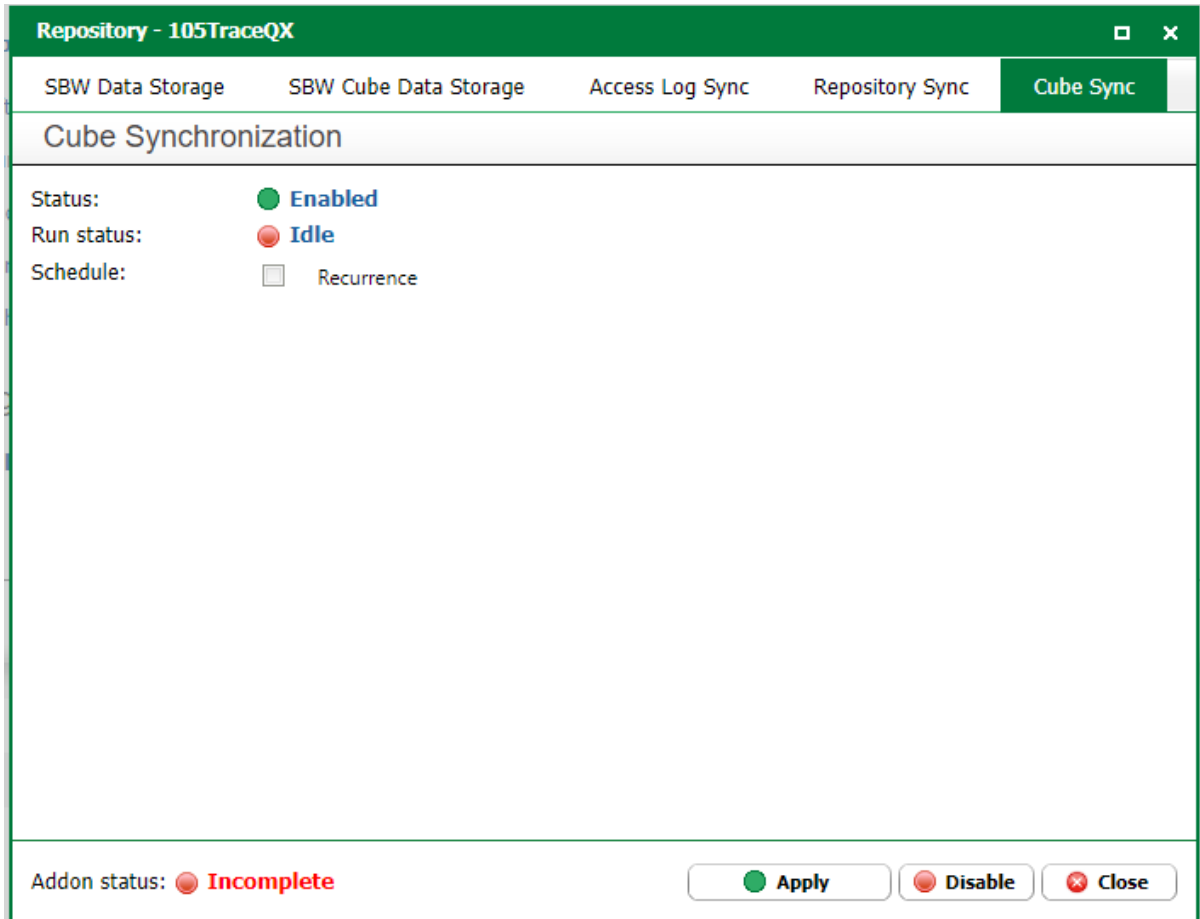 Repository - 105TraceQX
SBW Data Storage SBW Cube Data Storage Access Log Sync Repository Sync Cube Sync
Cube Synchronization
Status: Enabled
Run status: Idle
Schedule: Recurrence
Addon status: Incomplete Apply Disable Close